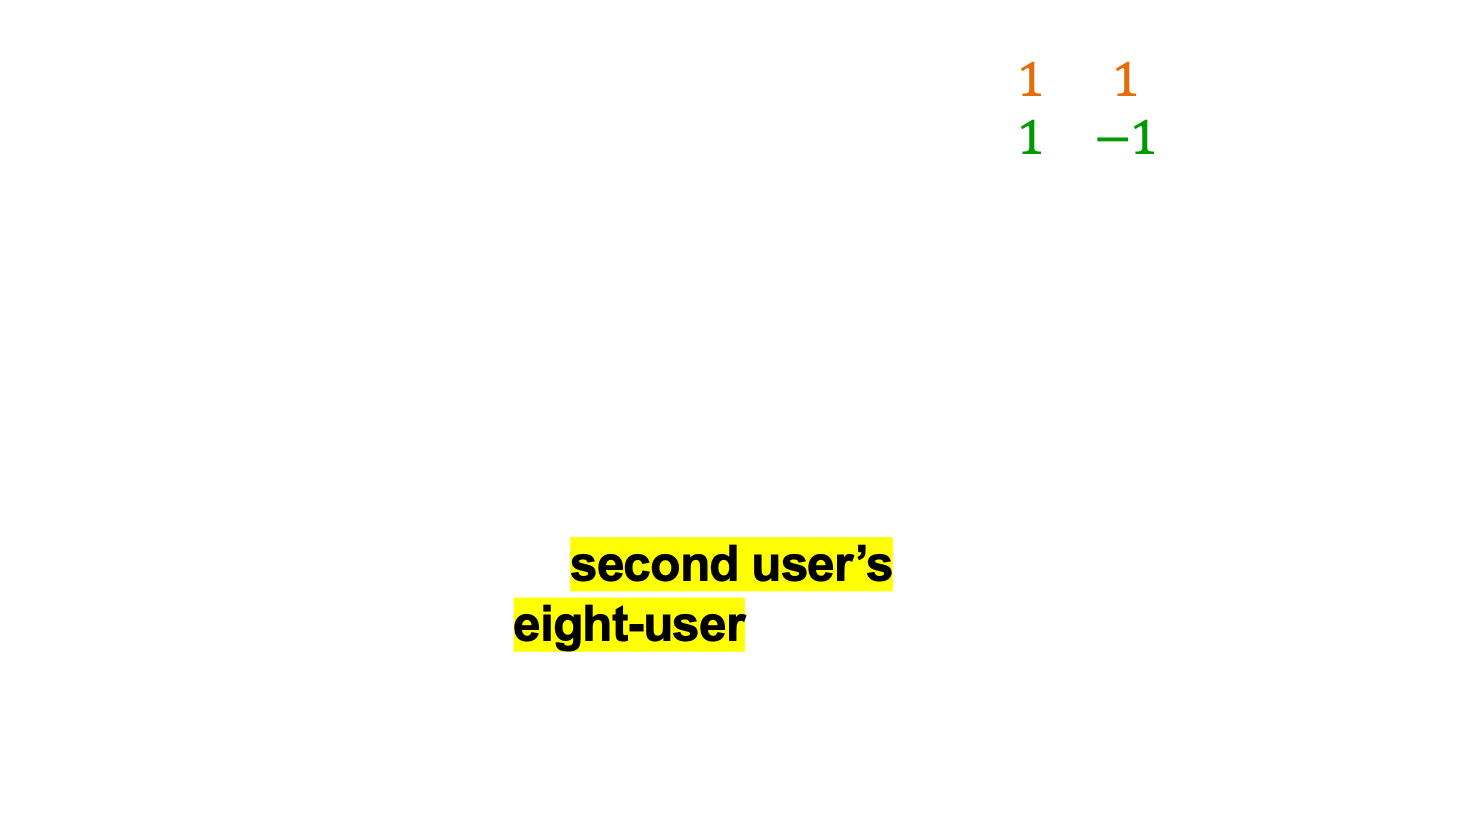 1 1
1 −1
second user’s
eight-user